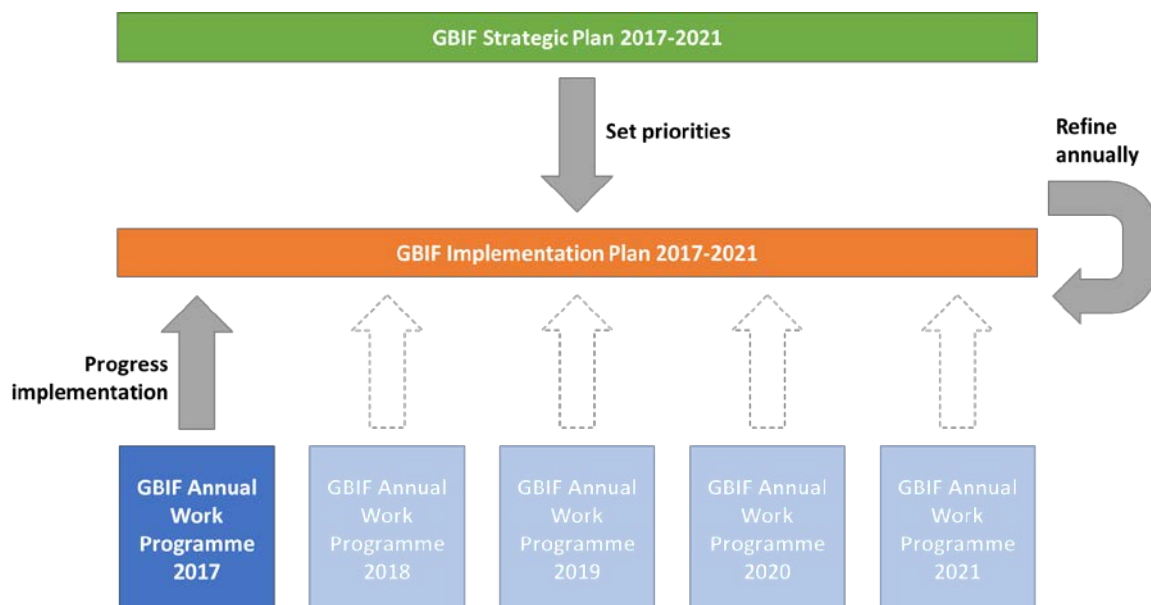 GBIF Strategic Plan 2017-2021
Set priorities
Refine
annually
GBIF Implementation Plan 2017-2021
Progress
implementation
GBIF Annual
Work
Programme
2017
GBIF Annual
Work
Programme
2018
GBIF Annual
Work
Programme
2019
GBIF Annual
Work
Programme
2020
GBIF Annual
Work
Programme
2021